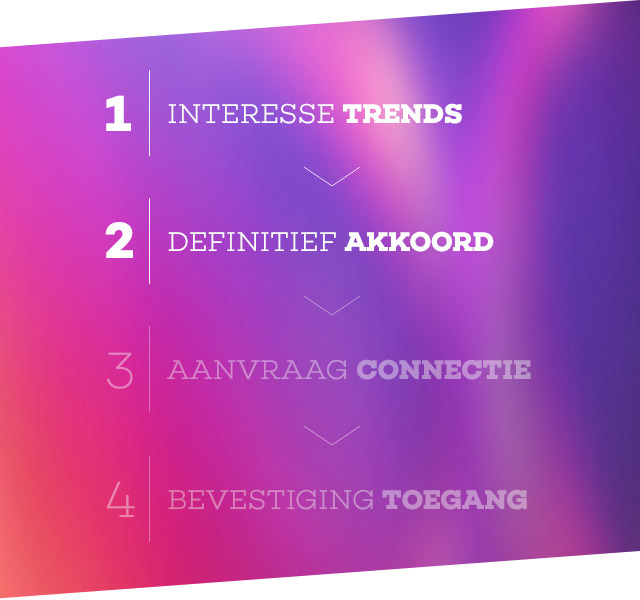 1 INTERESSE TRENDS
2 DEFINITIEF AKKOORD
3 AANVRAAG CONNECTIE
4 BEVESTIGING TOEGANG